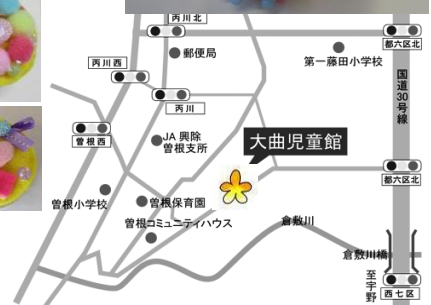 丙川北
都六区北
郵便局
第一藤田小学校
丙川西
国道30号線
丙川
JA 興除
曽根支所
大曲児童館
曽根西
都六区北
曽根小学校
曽根保育園
曽根コミュニティハウス
倉敷川
倉敷川橋
至宇野
西七区